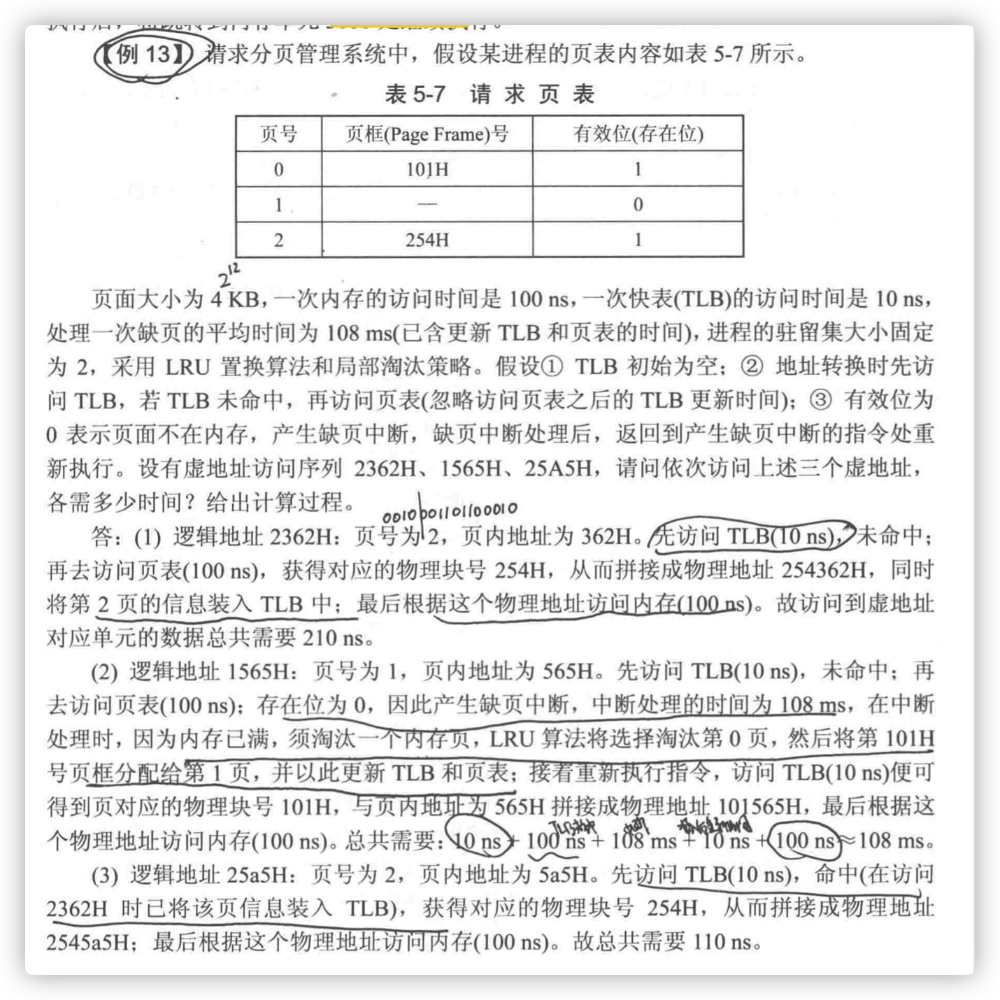 【例 13】 请求分页管理系统中，假设某进程的页表内容如表 5-7 所示。
表 5-7 请 求 页 表
页号 页框(Page Frame)号 有效位(存在位)
0 101H 1
1 — 0
2 254H 1
2^12
页面大小为 4 KB，一次内存的访问时间是 100 ns，一次快表(TLB)的访问时间是 10 ns，
处理一次缺页的平均时间为 108 ms(已含更新 TLB 和页表的时间)，进程的驻留集大小固定
为 2，采用 LRU 置换算法和局部淘汰策略。假设① TLB 初始为空；② 地址转换时先访
问 TLB，若 TLB 未命中，再访问页表(忽略访问页表之后的 TLB 更新时间)；③ 有效位为
0 表示页面不在内存，产生缺页中断，缺页中断处理后，返回到产生缺页中断的指令处重
新执行。设有虚地址访问序列 2362H、1565H、25A5H，请问依次访问上述三个虚地址，
各需多少时间？给出计算过程。
0010001101100010
答：(1) 逻辑地址 2362H：页号为 2，页内地址为 362H。先访问 TLB(10 ns)，未命中；
再去访问页表(100 ns)，获得对应的物理块号 254H，从而拼接成物理地址 254362H，同时
将第 2 页的信息装入 TLB 中；最后根据这个物理地址访问内存(100 ns)。故访问到虚地址
对应单元的数据总共需要 210 ns。
(2) 逻辑地址 1565H：页号为 1，页内地址为 565H。先访问 TLB(10 ns)，未命中；再
去访问页表(100 ns)；存在位为 0，因此产生缺页中断，中断处理的时间为 108 ms，在中断
处理时，因为内存已满，须淘汰一个内存页，LRU 算法将选择淘汰第 0 页，然后将第 101H
号页框分配给第 1 页，并以此更新 TLB 和页表；接着重新执行指令，访问 TLB(10 ns)便可
得到页对应的物理块号 101H，与页内地址为 565H 拼接成物理地址 101565H，最后根据这
个物理地址访问内存(100 ns)。总共需要：10 ns + 100 ns + 108 ms + 10 ns + 100 ns≈108 ms。
(3) 逻辑地址 25a5H：页号为 2，页内地址为 5a5H。先访问 TLB(10 ns)，命中(在访问
2362H 时已将该页信息装入 TLB)，获得对应的物理块号 254H，从而拼接成物理地址
2545a5H；最后根据这个物理地址访问内存(100 ns)。故总共需要 110 ns。